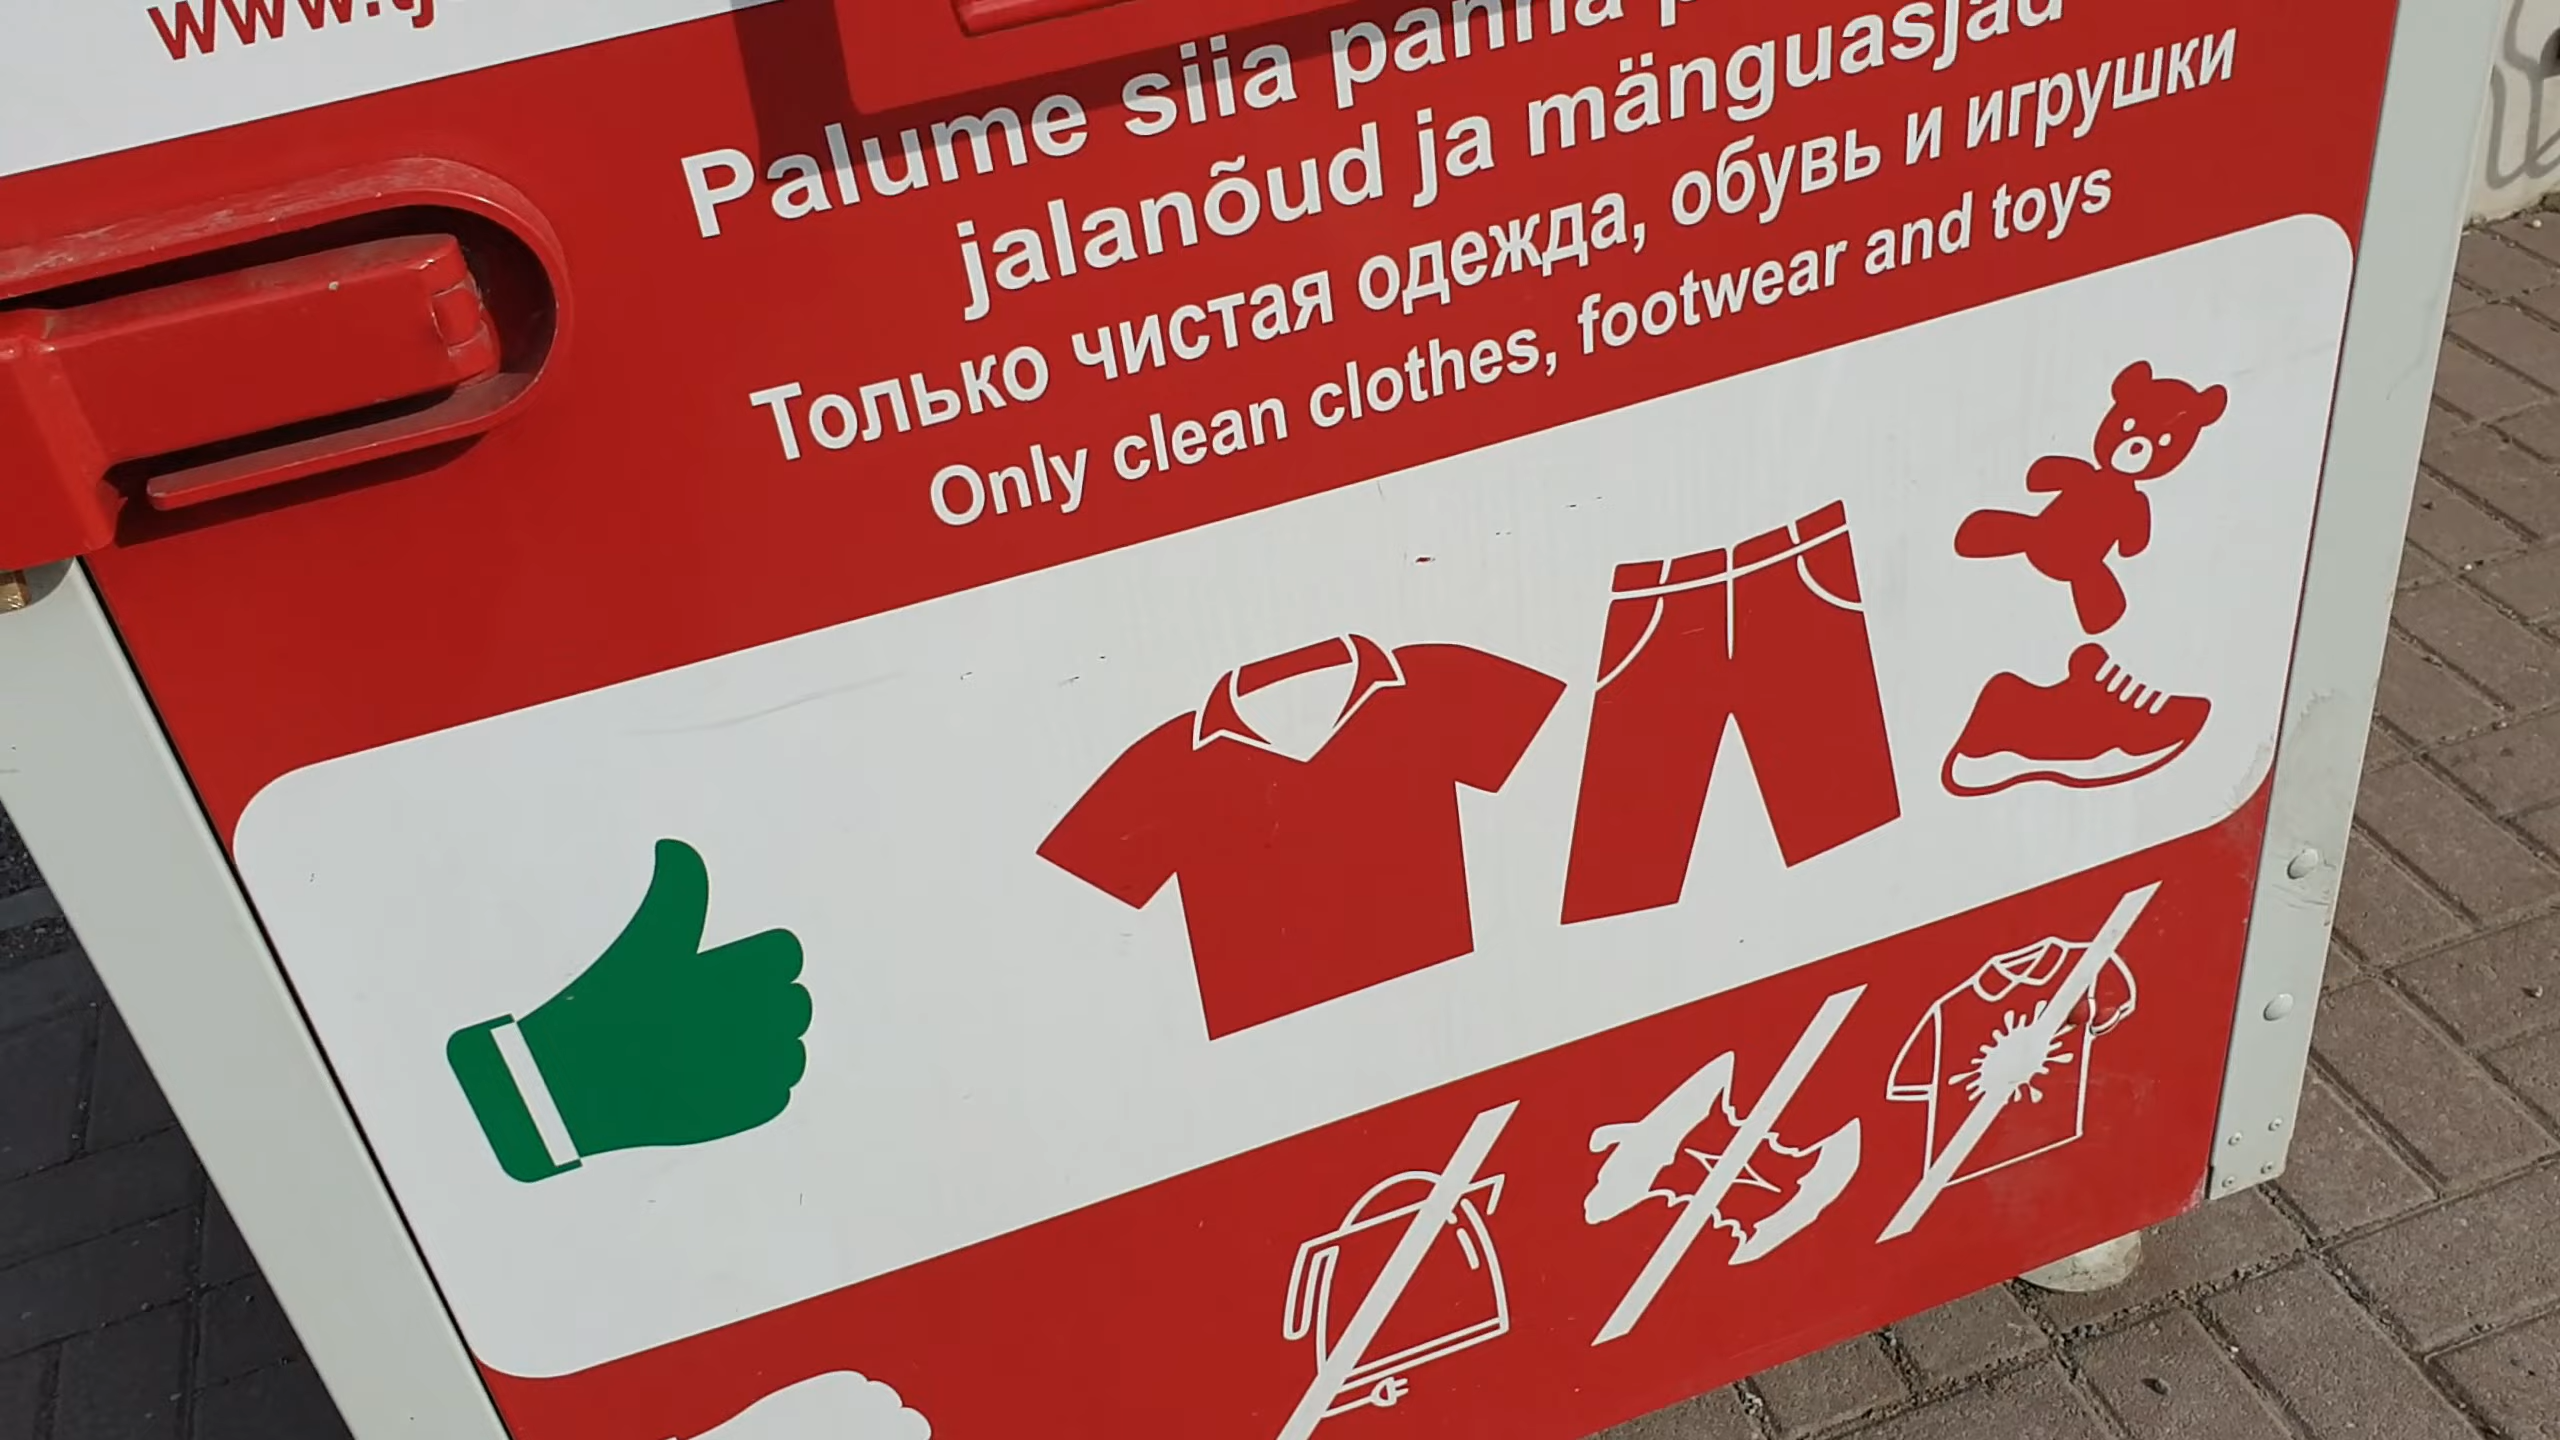 www.
Palume siia panna
jalanõud ja mänguasjad
Только чистая одежда, обувь и игрушки
Only clean clothes, footwear and toys